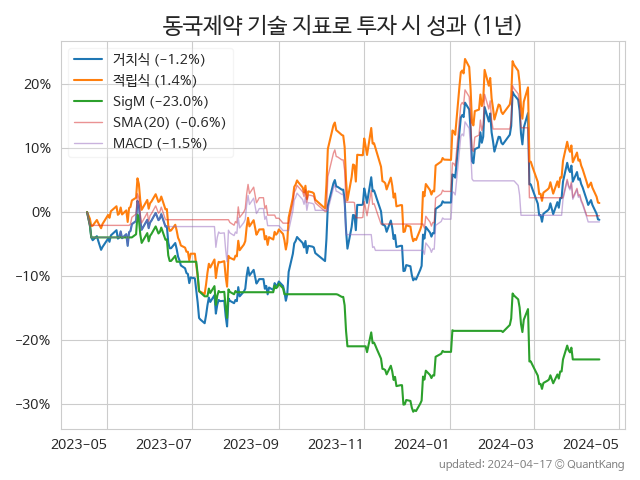 동국제약 기술 지표로 투자 시 성과 (1년)
거치식 (−1.2%)
적립식 (1.4%)
SigM (−23.0%)
SMA(20) (−0.6%)
MACD (−1.5%)
20%
10%
0%
−10%
−20%
−30%
2023-05 2023-07 2023-09 2023-11 2024-01 2024-03 2024-05
updated: 2024-04-17 © QuantKang